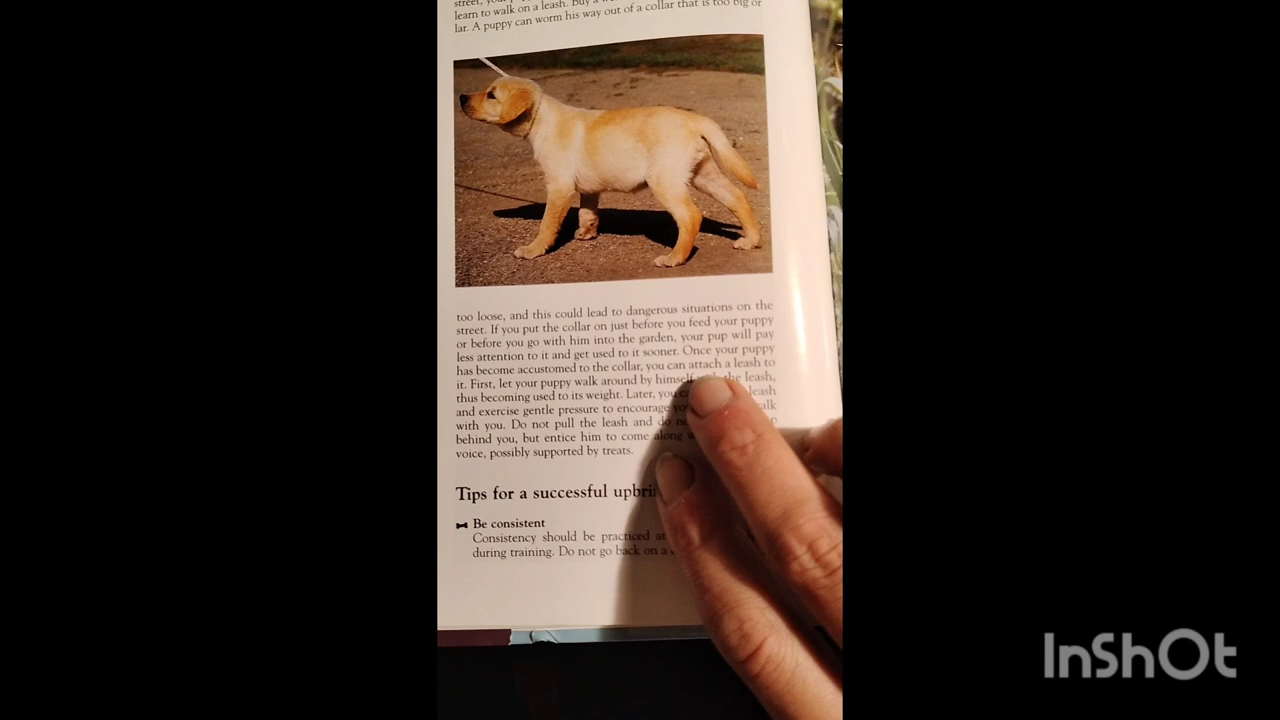 street, your
learn to walk on a leash. Buy a
lar. A puppy can worm his way out of a collar that is too big or
too loose, and this could lead to dangerous situations on the
street. If you put the collar on just before you feed your puppy
or before you go with him into the garden, your pup will pay
less attention to it and get used to it sooner. Once your puppy
has become accustomed to the collar, you can attach a leash to
it. First, let your puppy walk around by himself the leash,
thus becoming used to its weight. Later, you leash
and exercise gentle pressure to encourage
with you. Do not pull the leash and do
behind you, but entice him to come along
voice, possibly supported by treats.
Tips for a successful
Be consistent
Consistency should be practiced at
during training. Do not go back on a
InShOt